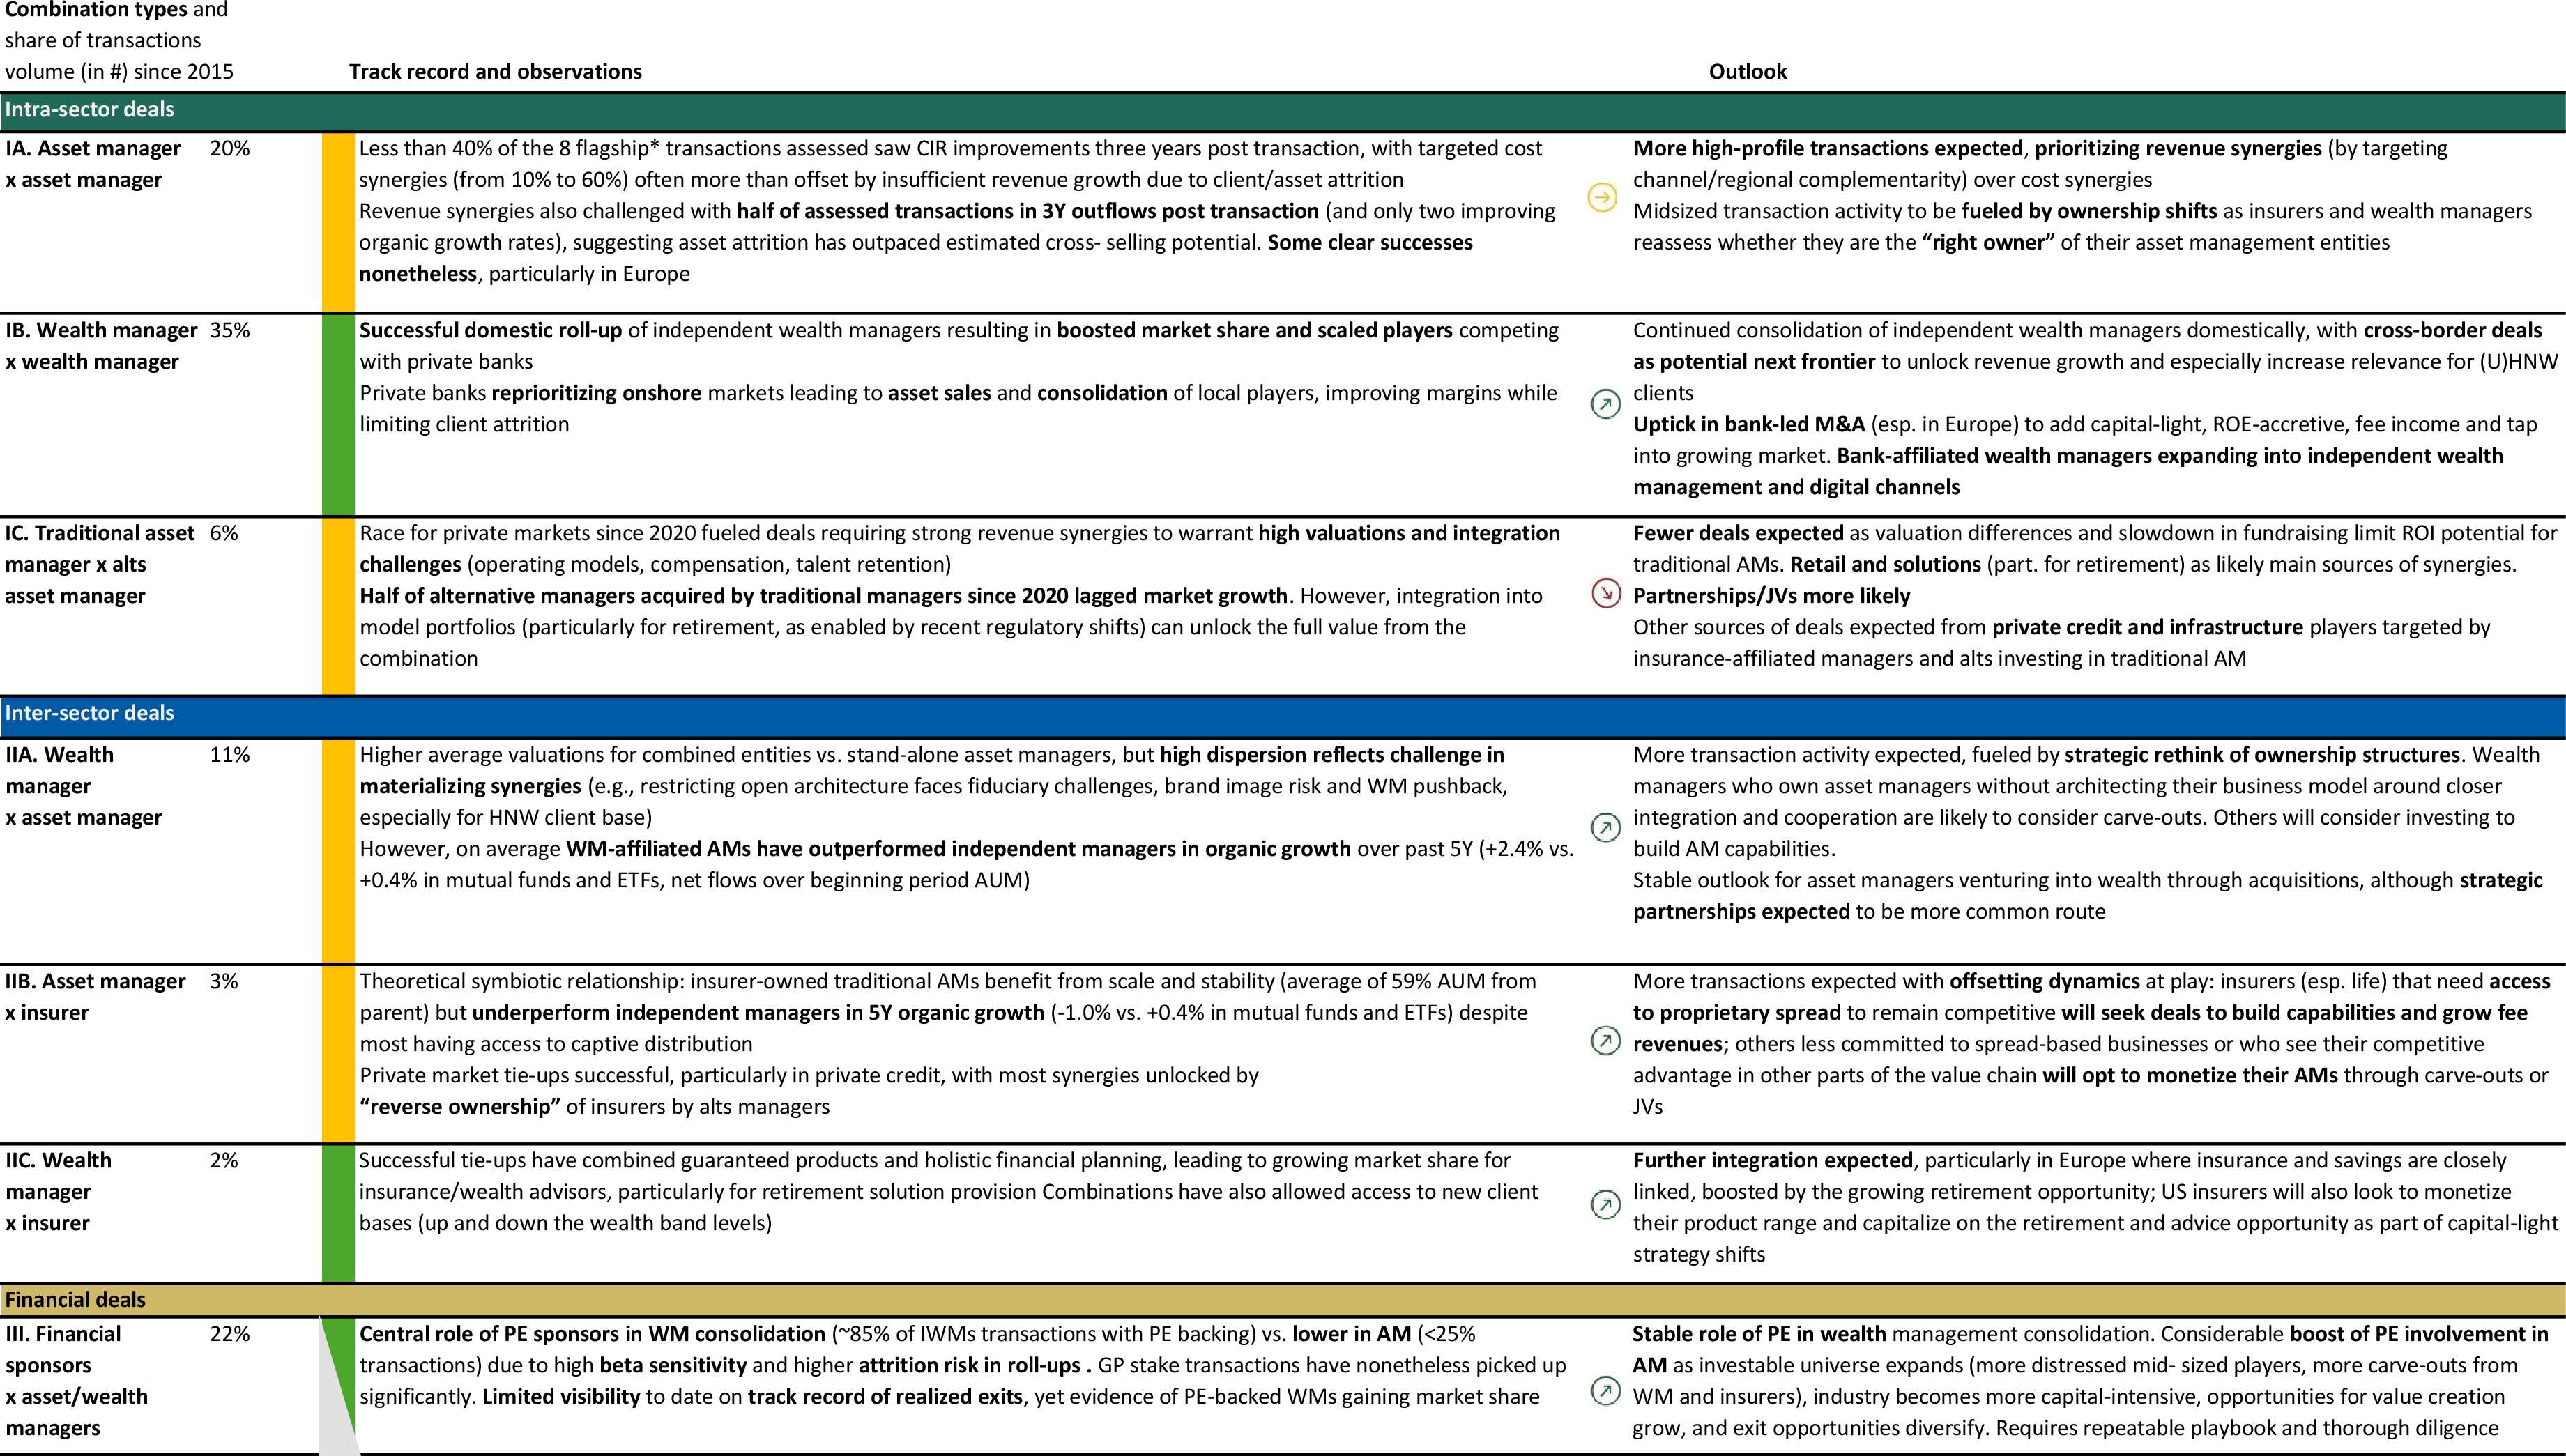 Combination types and
share of transactions
volume (in #) since 2015
Track record and observations
Outlook
Intra-sector deals
IA. Asset manager
x asset manager
20%
Less than 40% of the 8 flagship* transactions assessed saw CIR improvements three years post transaction, with targeted cost
synergies (from 10% to 60%) often more than offset by insufficient revenue growth due to client/asset attrition
Revenue synergies also challenged with half of assessed transactions in 3Y outflows post transaction (and only two improving
organic growth rates), suggesting asset attrition has outpaced estimated cross- selling potential. Some clear successes
nonetheless, particularly in Europe
More high-profile transactions expected, prioritizing revenue synergies (by targeting
channel/regional complementarity) over cost synergies
Midsized transaction activity to be fueled by ownership shifts as insurers and wealth managers
reassess whether they are the “right owner” of their asset management entities
IB. Wealth manager
x wealth manager
35%
Successful domestic roll-up of independent wealth managers resulting in boosted market share and scaled players competing
with private banks
Private banks reprioritizing onshore markets leading to asset sales and consolidation of local players, improving margins while
limiting client attrition
Continued consolidation of independent wealth managers domestically, with cross-border deals
as potential next frontier to unlock revenue growth and especially increase relevance for (U)HNW
clients
Uptick in bank-led M&A (esp. in Europe) to add capital-light, ROE-accretive, fee income and tap
into growing market. Bank-affiliated wealth managers expanding into independent wealth
management and digital channels
IC. Traditional asset
manager x alts
asset manager
6%
Race for private markets since 2020 fueled deals requiring strong revenue synergies to warrant high valuations and integration
challenges (operating models, compensation, talent retention)
Half of alternative managers acquired by traditional managers since 2020 lagged market growth. However, integration into
model portfolios (particularly for retirement, as enabled by recent regulatory shifts) can unlock the full value from the
combination
Fewer deals expected as valuation differences and slowdown in fundraising limit ROI potential for
traditional AMs. Retail and solutions (part. for retirement) as likely main sources of synergies.
Partnerships/JVs more likely
Other sources of deals expected from private credit and infrastructure players targeted by
insurance-affiliated managers and alts investing in traditional AM
Inter-sector deals
IIA. Wealth
manager
x asset manager
11%
Higher average valuations for combined entities vs. stand-alone asset managers, but high dispersion reflects challenge in
materializing synergies (e.g., restricting open architecture faces fiduciary challenges, brand image risk and WM pushback,
especially for HNW client base)
However, on average WM-affiliated AMs have outperformed independent managers in organic growth over past 5Y (+2.4% vs.
+0.4% in mutual funds and ETFs, net flows over beginning period AUM)
More transaction activity expected, fueled by strategic rethink of ownership structures. Wealth
managers who own asset managers without architecting their business model around closer
integration and cooperation are likely to consider carve-outs. Others will consider investing to
build AM capabilities.
Stable outlook for asset managers venturing into wealth through acquisitions, although strategic
partnerships expected to be more common route
IIB. Asset manager
x insurer
3%
Theoretical symbiotic relationship: insurer-owned traditional AMs benefit from scale and stability (average of 59% AUM from
parent) but underperform independent managers in 5Y organic growth (-1.0% vs. +0.4% in mutual funds and ETFs) despite
most having access to captive distribution
Private market tie-ups successful, particularly in private credit, with most synergies unlocked by
“reverse ownership” of insurers by alts managers
More transactions expected with offsetting dynamics at play: insurers (esp. life) that need access
to proprietary spread to remain competitive will seek deals to build capabilities and grow fee
revenues; others less committed to spread-based businesses or who see their competitive
advantage in other parts of the value chain will opt to monetize their AMs through carve-outs or
JVs
IIC. Wealth
manager
x insurer
2%
Successful tie-ups have combined guaranteed products and holistic financial planning, leading to growing market share for
insurance/wealth advisors, particularly for retirement solution provision Combinations have also allowed access to new client
bases (up and down the wealth band levels)
Further integration expected, particularly in Europe where insurance and savings are closely
linked, boosted by the growing retirement opportunity; US insurers will also look to monetize
their product range and capitalize on the retirement and advice opportunity as part of capital-light
strategy shifts
Financial deals
III. Financial
sponsors
x asset/wealth
managers
22%
Central role of PE sponsors in WM consolidation (~85% of IWMs transactions with PE backing) vs. lower in AM (<25%
transactions) due to high beta sensitivity and higher attrition risk in roll-ups . GP stake transactions have nonetheless picked up
significantly. Limited visibility to date on track record of realized exits, yet evidence of PE-backed WMs gaining market share
Stable role of PE in wealth management consolidation. Considerable boost of PE involvement in
AM as investable universe expands (more distressed mid- sized players, more carve-outs from
WM and insurers), industry becomes more capital-intensive, opportunities for value creation
grow, and exit opportunities diversify. Requires repeatable playbook and thorough diligence